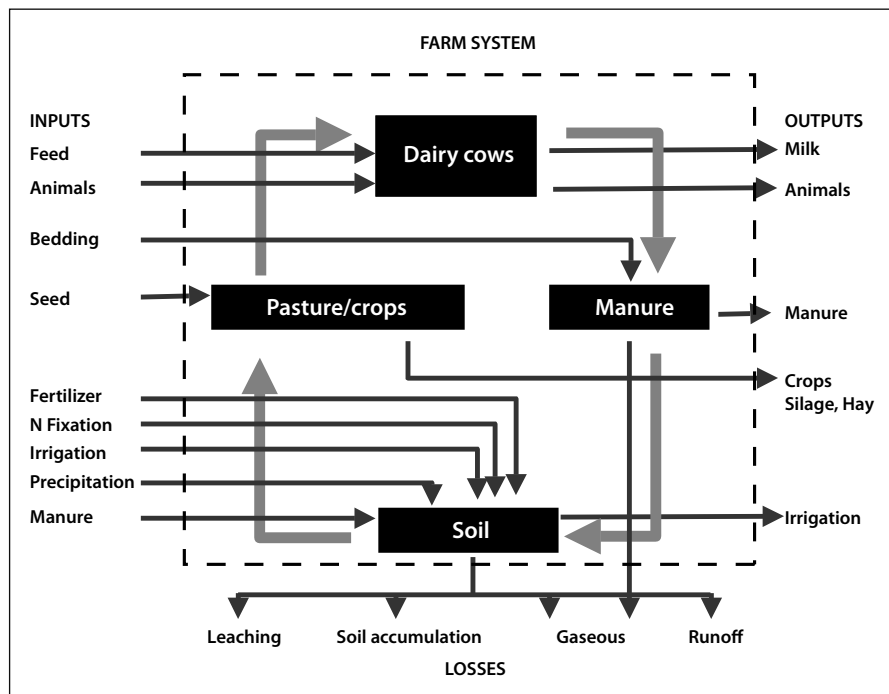 FARM SYSTEM
INPUTS
Feed
Animals
Bedding
Seed
Fertilizer
N Fixation
Irrigation
Precipitation
Manure
Dairy cows
Pasture/crops
Manure
Soil
OUTPUTS
Milk
Animals
Manure
Crops
Silage, Hay
Irrigation
Leaching
Soil accumulation
Gaseous
Runoff
LOSSES